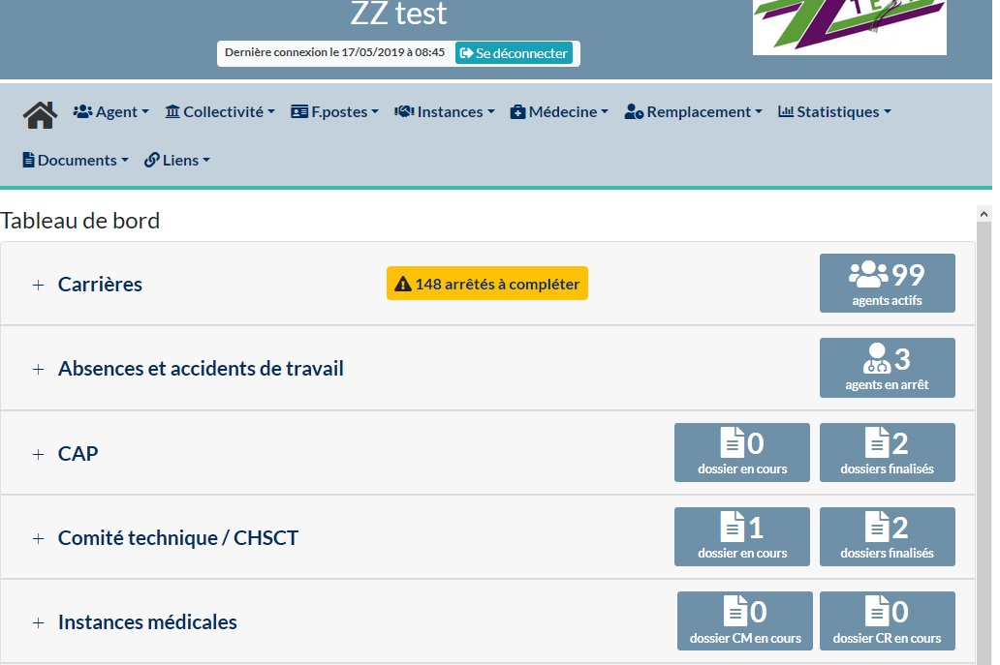 ZZ test
Dernière connexion le 17/05/2019 à 08:45 Se déconnecter
Agent Collectivité F.postes Instances Médecine Remplacement Statistiques
Documents Liens
Tableau de bord
+ Carrières 148 arrêtés à compléter 99
agents actifs
+ Absences et accidents de travail 3
agents en arrêt
+ CAP 0 2
dossier en cours dossiers finalisés
+ Comité technique / CHSCT 1 2
dossier en cours dossiers finalisés
+ Instances médicales 0 0
dossier CM en cours dossier CR en cours